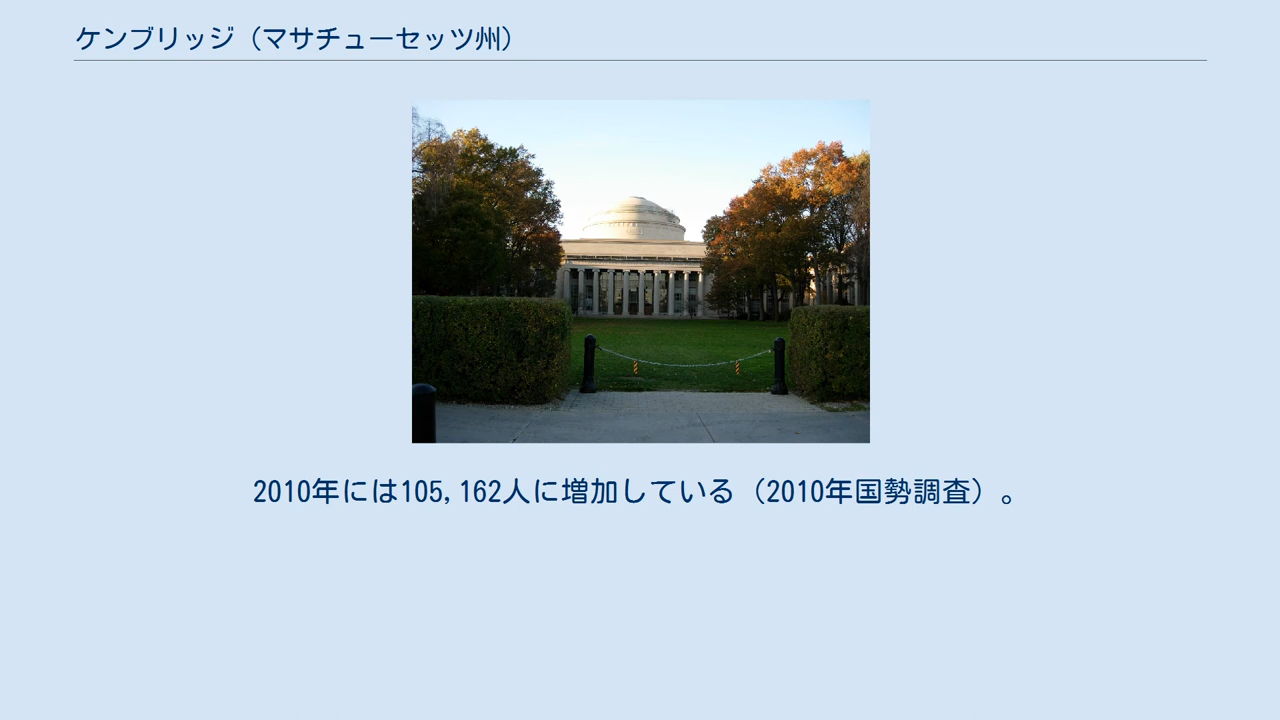 ケンブリッジ（マサチューセッツ州）
2010年には105,162人に増加している（2010年国勢調査）。